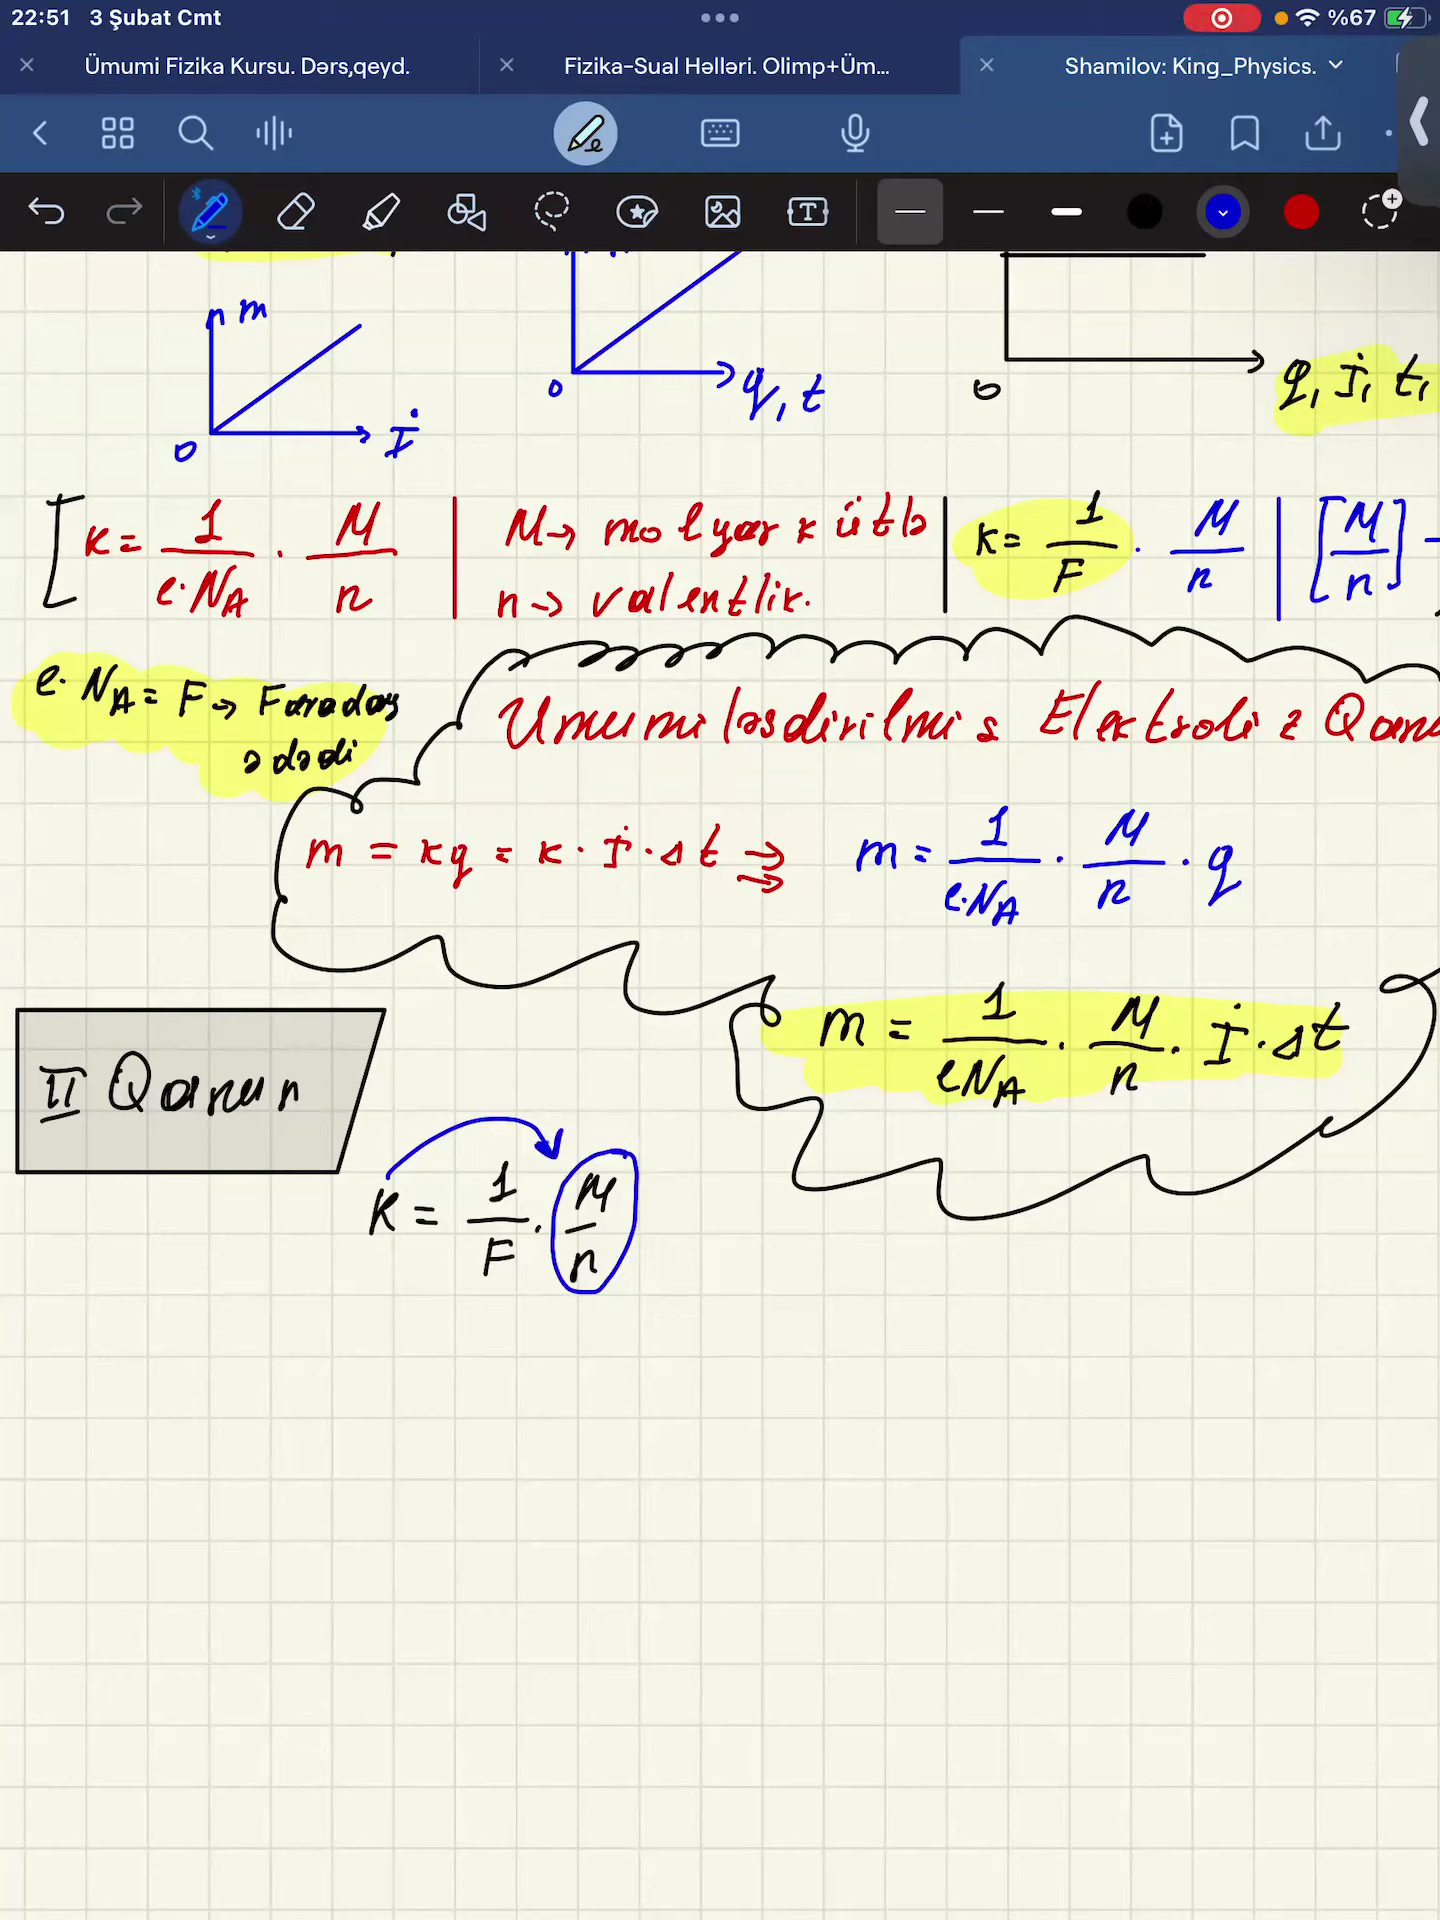 22:51 3 Şubat Cmt %67
Ümumi Fizika Kursu. Dərs,qeyd.
Fizika-Sual Həlləri. Olimp+Üm...
Shamilov: King_Physics.
m
0
İ
0
q, t
0
q, İ, t,
K = 1/(e·N_A) · M/n | M → molyar kütlə | K = 1/F · M/n | [M/n]
n → valentlik.
e·N_A = F → Faraday
ədədi
Ümumiləşdirilmiş Elektroliz Qanu
m = kq = k·İ·Δt ⇒ m = 1/(e·N_A) · M/n · q
m = 1/(eN_A) · M/n · İ·Δt
II Qanun
K = 1/F · M/n